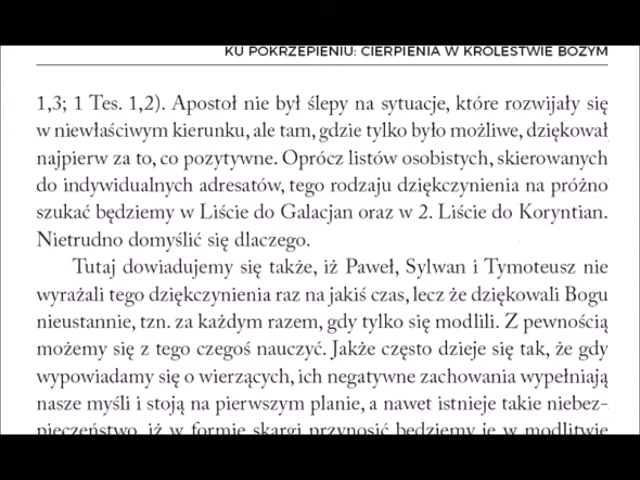 KU POKRZEPIENIU: CIERPIENIA W KRÓLESTWIE BOŻYM
1,3; 1 Tes. 1,2). Apostoł nie był ślepy na sytuacje, które rozwijały się
w niewłaściwym kierunku, ale tam, gdzie tylko było możliwe, dziękował
najpierw za to, co pozytywne. Oprócz listów osobistych, skierowanych
do indywidualnych adresatów, tego rodzaju dziękczynienia na próżno
szukać będziemy w Liście do Galacjan oraz w 2. Liście do Koryntian.
Nietrudno domyślić się dlaczego.
Tutaj dowiadujemy się także, iż Paweł, Sylwan i Tymoteusz nie
wyrażali tego dziękczynienia raz na jakiś czas, lecz że dziękowali Bogu
nieustannie, tzn. za każdym razem, gdy tylko się modlili. Z pewnością
możemy się z tego czegoś nauczyć. Jakże często dzieje się tak, że gdy
wypowiadamy się o wierzących, ich negatywne zachowania wypełniają
nasze myśli i stoją na pierwszym planie, a nawet istnieje takie niebez-
pieczeństwo, iż w formie skargi przynosić będziemy je w modlitwie